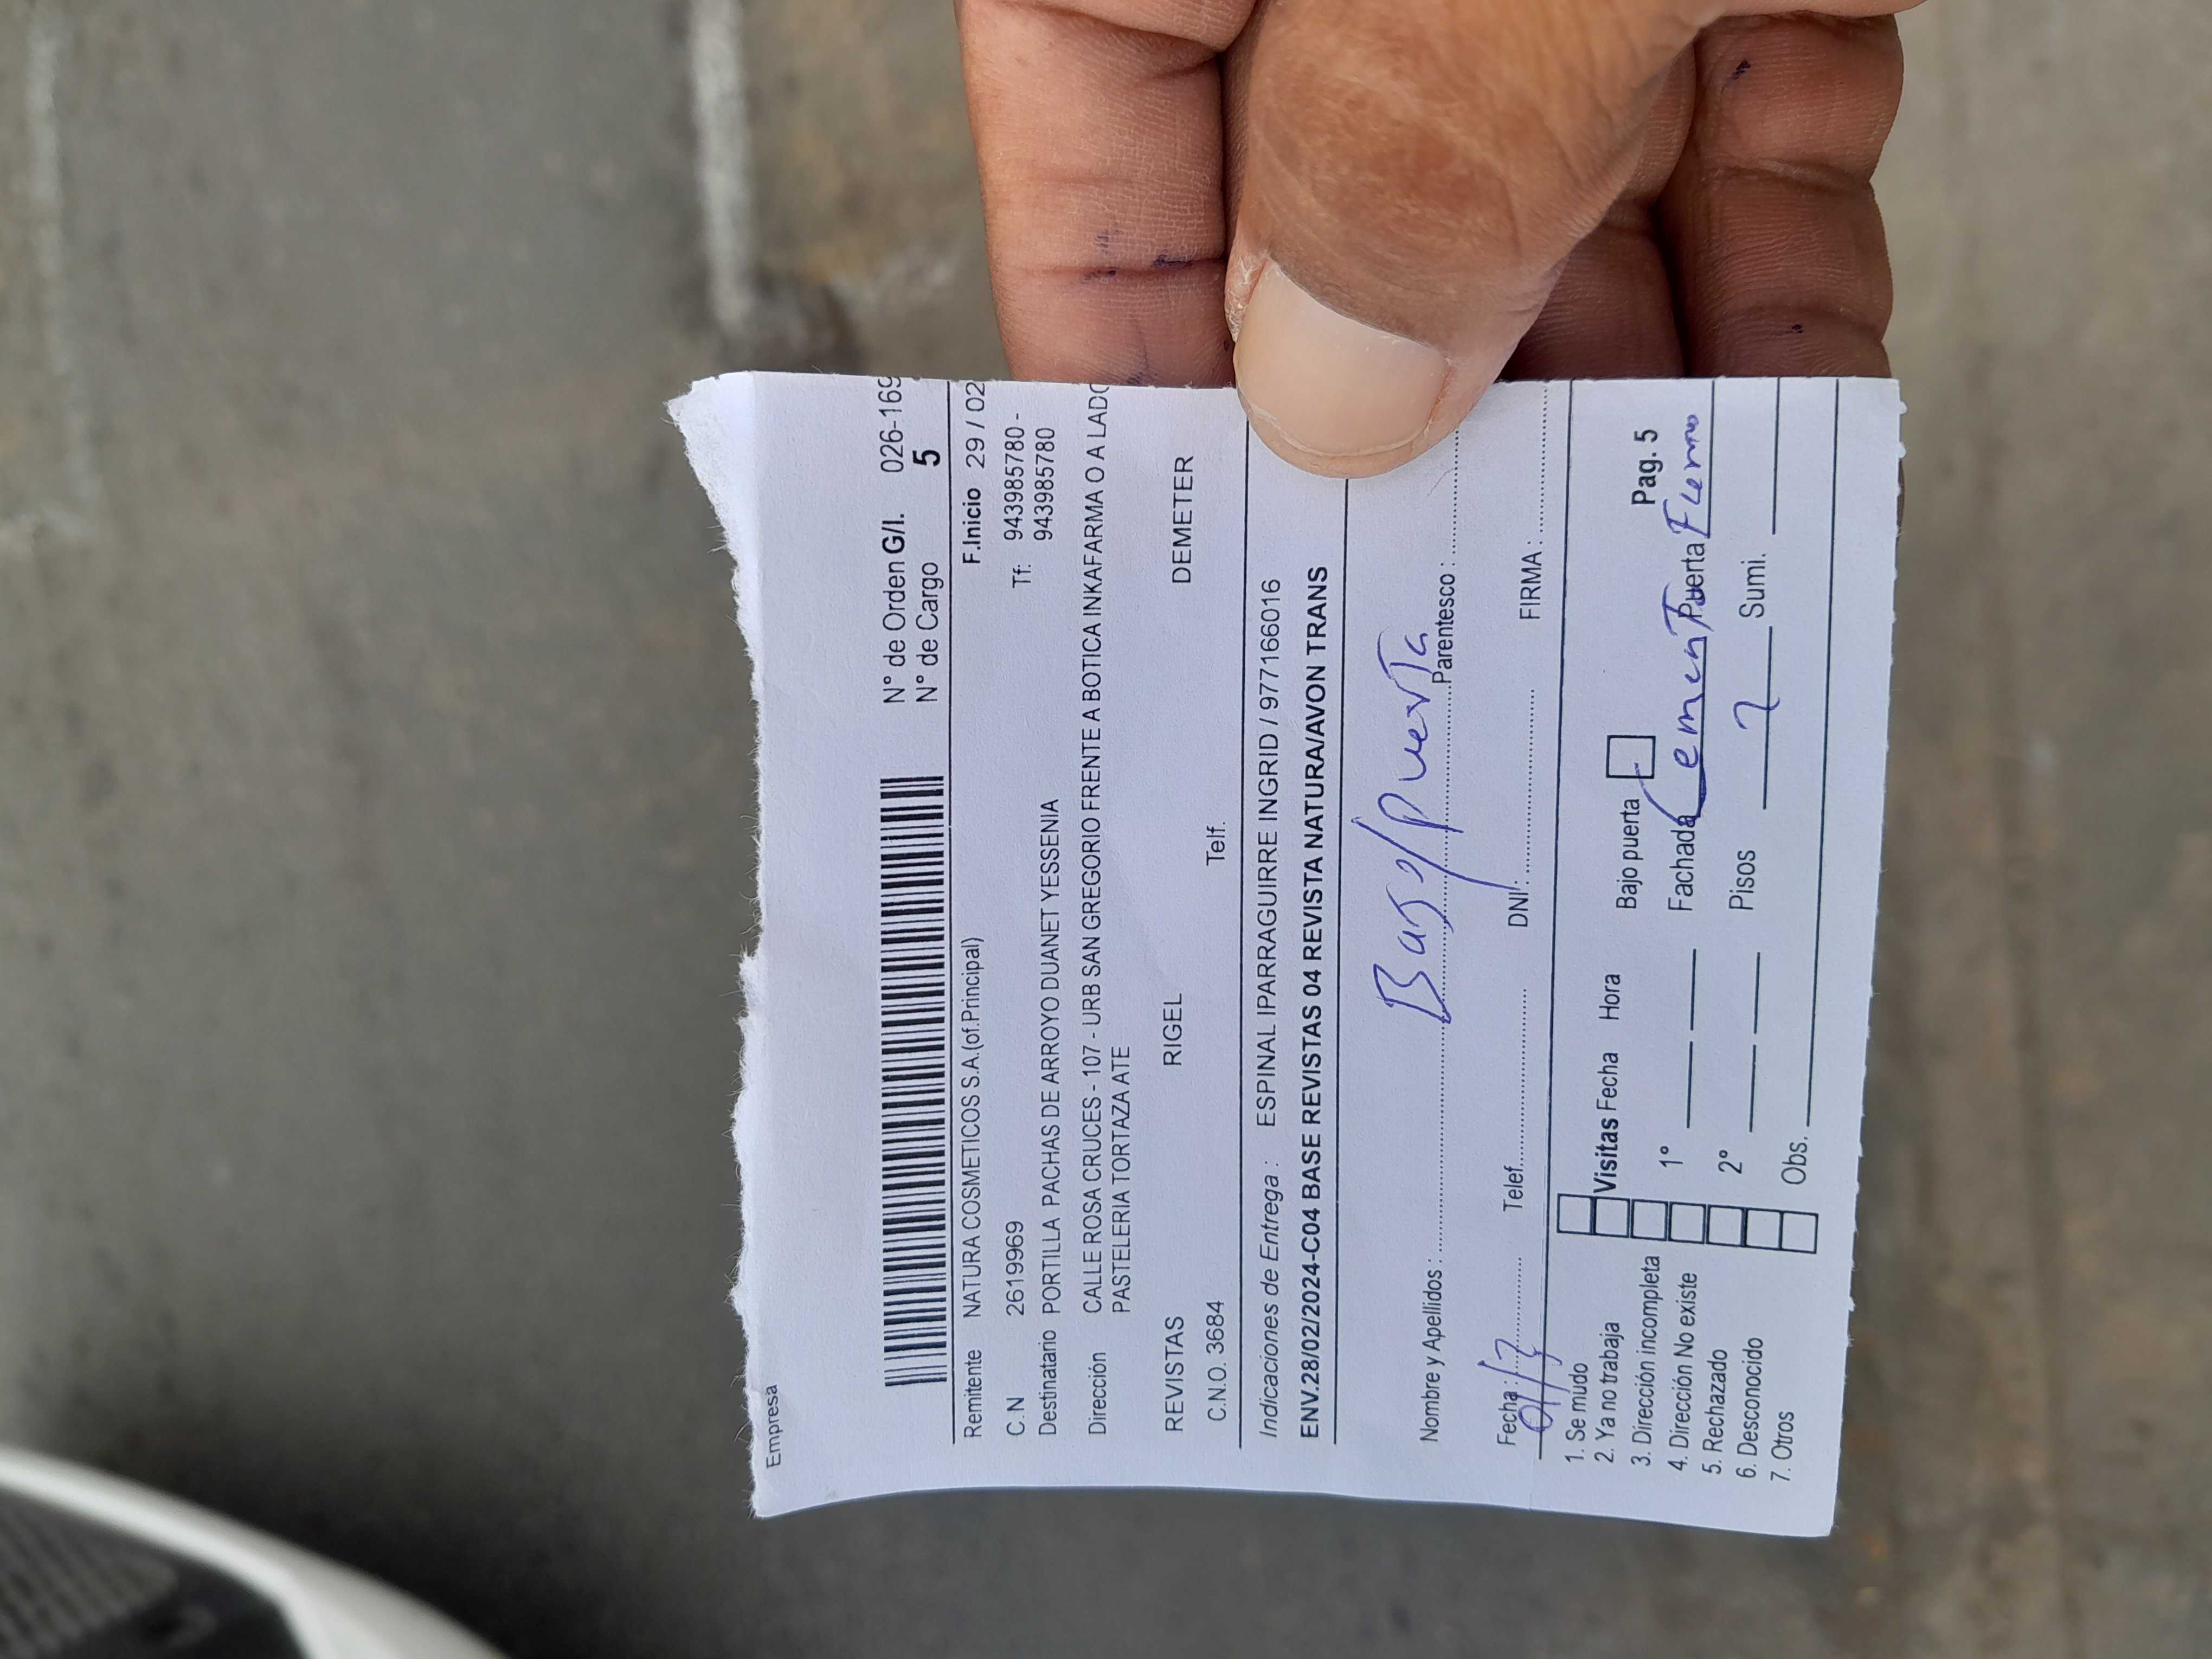 Empresa
N° de Orden G/I. 026-169
N° de Cargo 5
Remitente NATURA COSMETICOS S.A.(of.Principal) F.Inicio 29 / 02
C.N 2619969 Tf: 943985780 -
Destinatario PORTILLA PACHAS DE ARROYO DUANET YESSENIA 943985780
Dirección CALLE ROSA CRUCES - 107 - URB SAN GREGORIO FRENTE A BOTICA INKAFARMA O A LADO
PASTELERIA TORTAZA ATE
REVISTAS RIGEL DEMETER
C.N.O. 3684 Telf.
Indicaciones de Entrega : ESPINAL IPARRAGUIRRE INGRID / 977166016
ENV.28/02/2024-C04 BASE REVISTAS 04 REVISTA NATURA/AVON TRANS
Bajo/puerta
Nombre y Apellidos : Parentesco :
Fecha : Telef. DNI : FIRMA :
1. Se mudo
2. Ya no trabaja Visitas Fecha Hora Bajo puerta Pag. 5
3. Dirección incompleta
4. Dirección No existe 1° Fachada Puerta
5. Rechazado
6. Desconocido 2° Pisos 2 Sumi.
7. Otros Obs.